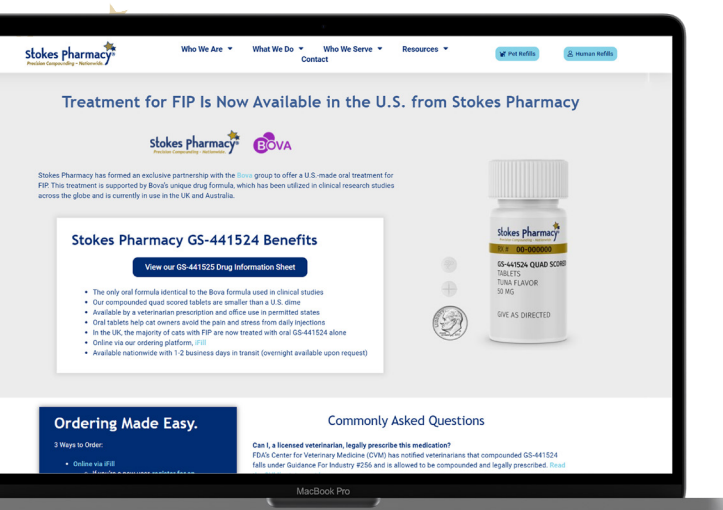 Stokes Pharmacy
Precision Compounding – Nationwide.
Who We Are
What We Do
Who We Serve
Resources
Contact
Pet Refills
Human Refills
Treatment for FIP Is Now Available in the U.S. from Stokes Pharmacy
Stokes Pharmacy
Precision Compounding – Nationwide.
BOVA
Stokes Pharmacy has formed an exclusive partnership with the Bova group to offer a U.S.-made oral treatment for
FIP. This treatment is supported by Bova's unique drug formula, which has been utilized in clinical research studies
across the globe and is currently in use in the UK and Australia.
Stokes Pharmacy GS-441524 Benefits
View our GS-441525 Drug Information Sheet
• The only oral formula identical to the Bova formula used in clinical studies
• Our compounded quad scored tablets are smaller than a U.S. dime
• Available by a veterinarian prescription and office use in permitted states
• Oral tablets help cat owners avoid the pain and stress from daily injections
• In the UK, the majority of cats with FIP are now treated with oral GS-441524 alone
• Online via our ordering platform, iFill
• Available nationwide with 1-2 business days in transit (overnight available upon request)
Stokes Pharmacy
RX# 00-000000
GS-441524 QUAD SCORED
TABLETS
TUNA FLAVOR
50 MG
GIVE AS DIRECTED
Ordering Made Easy.
3 Ways to Order:
• Online via iFill
Commonly Asked Questions
Can I, a licensed veterinarian, legally prescribe this medication?
FDA's Center for Veterinary Medicine (CVM) has notified veterinarians that compounded GS-441524
falls under Guidance For Industry #256 and is allowed to be compounded and legally prescribed. Read
MacBook Pro